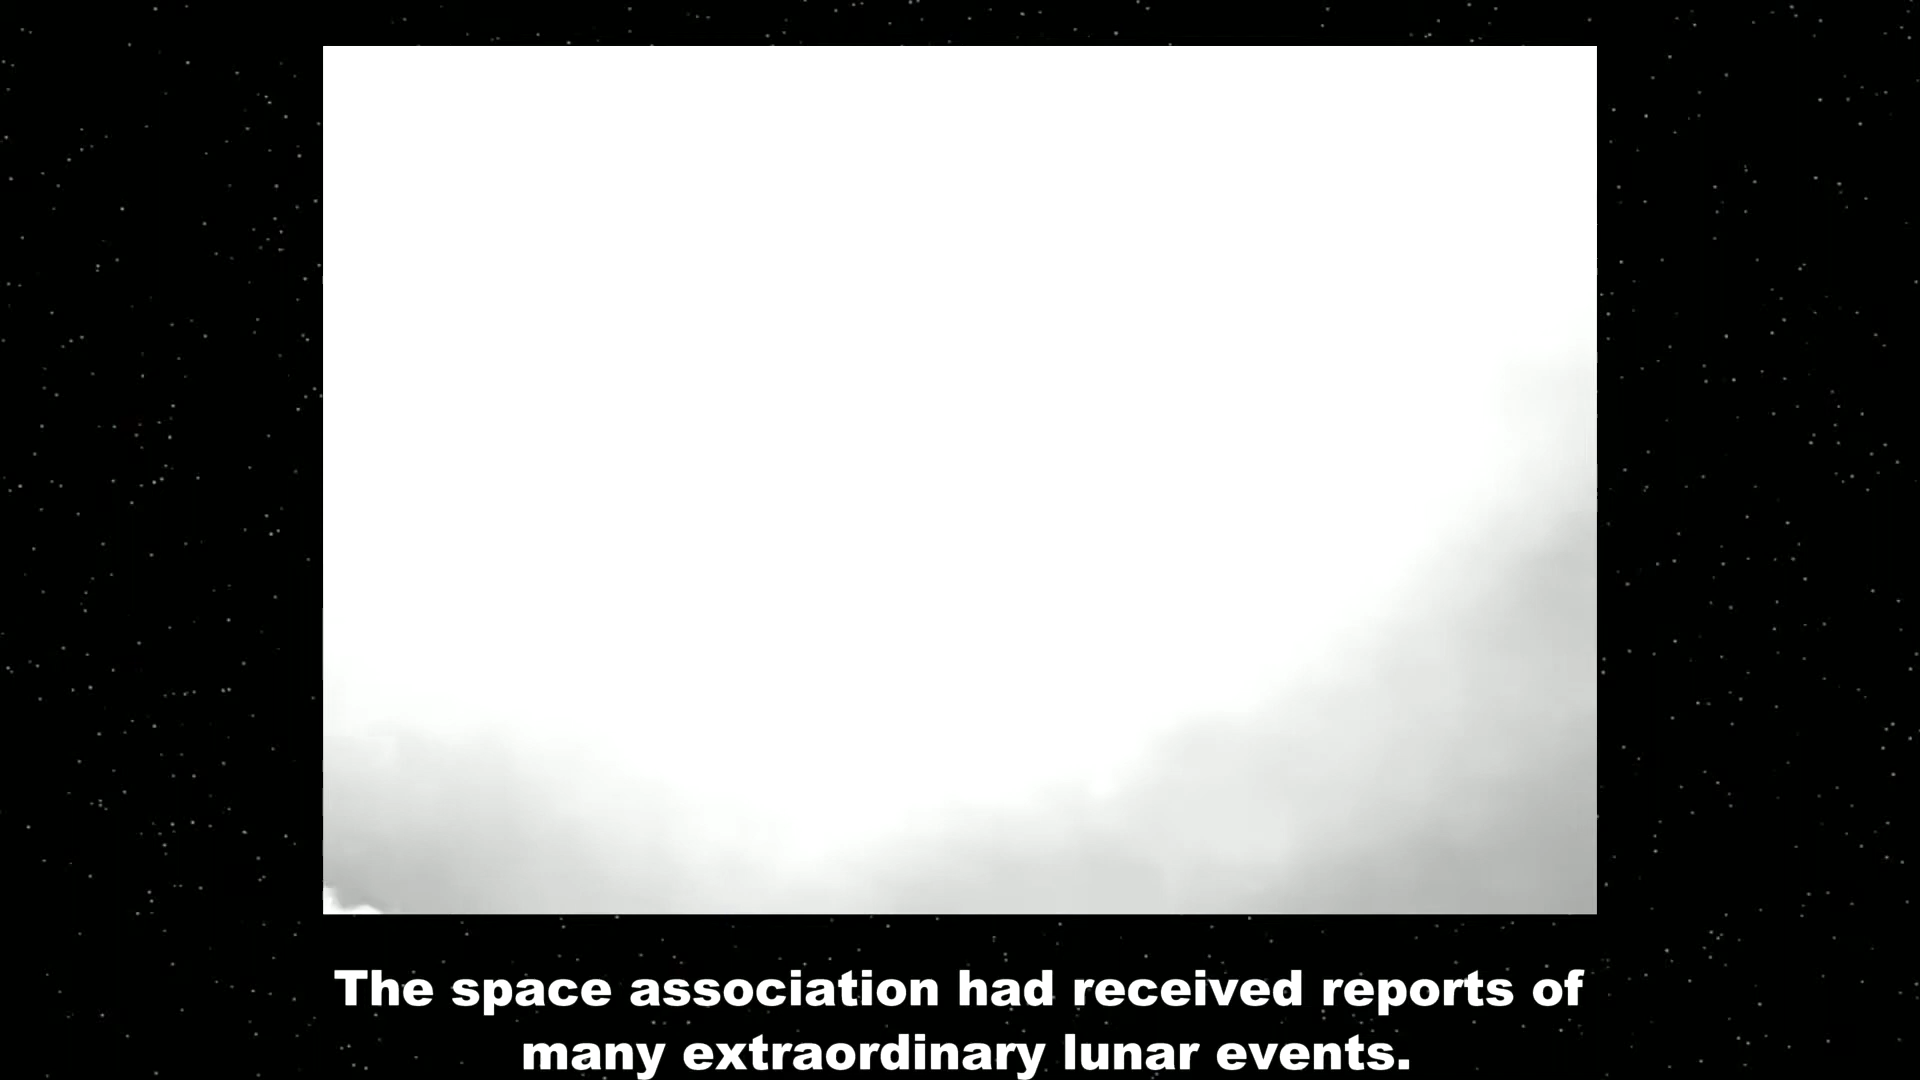 The space association had received reports of
many extraordinary lunar events.